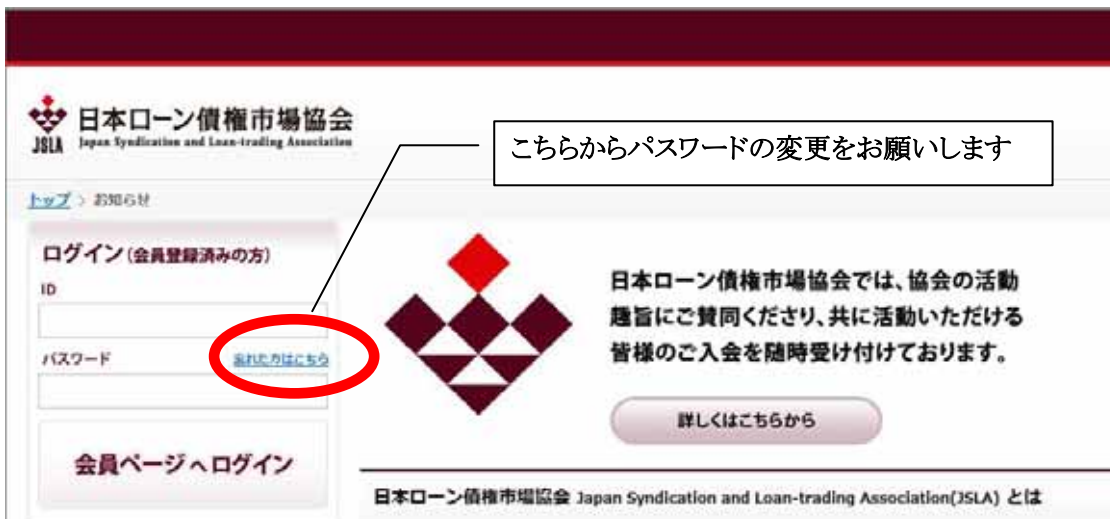 日本ローン債権市場協会
JSLA Japan Syndication and Loan-trading Association
こちらからパスワードの変更をお願いします
トップ > お知らせ
ログイン(会員登録済みの方)
ID
パスワード 忘れた方はこちら
会員ページへログイン
日本ローン債権市場協会では、協会の活動
趣旨にご賛同くださり、共に活動いただける
皆様のご入会を随時受け付けております。
詳しくはこちらから
日本ローン債権市場協会 Japan Syndication and Loan-trading Association(JSLA) とは